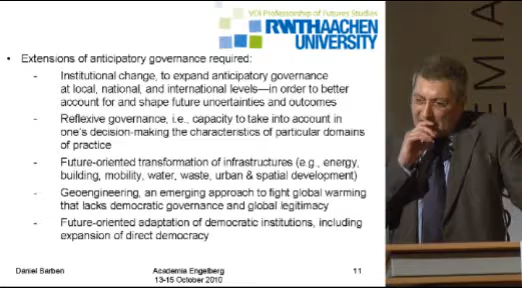 VDI Professorship of Futures Studies
RWTHAACHEN
UNIVERSITY
• Extensions of anticipatory governance required:
- Institutional change, to expand anticipatory governance
at local, national, and international levels—in order to better
account for and shape future uncertainties and outcomes
- Reflexive governance, i.e., capacity to take into account in
one's decision-making the characteristics of particular domains
of practice
- Future-oriented transformation of infrastructures (e.g., energy,
building, mobility, water, waste, urban & spatial development)
- Geoengineering, an emerging approach to fight global warming
that lacks democratic governance and global legitimacy
- Future-oriented adaptation of democratic institutions, including
expansion of direct democracy
Daniel Barben
Academia Engelberg
13-15 October 2010
11
EMIA